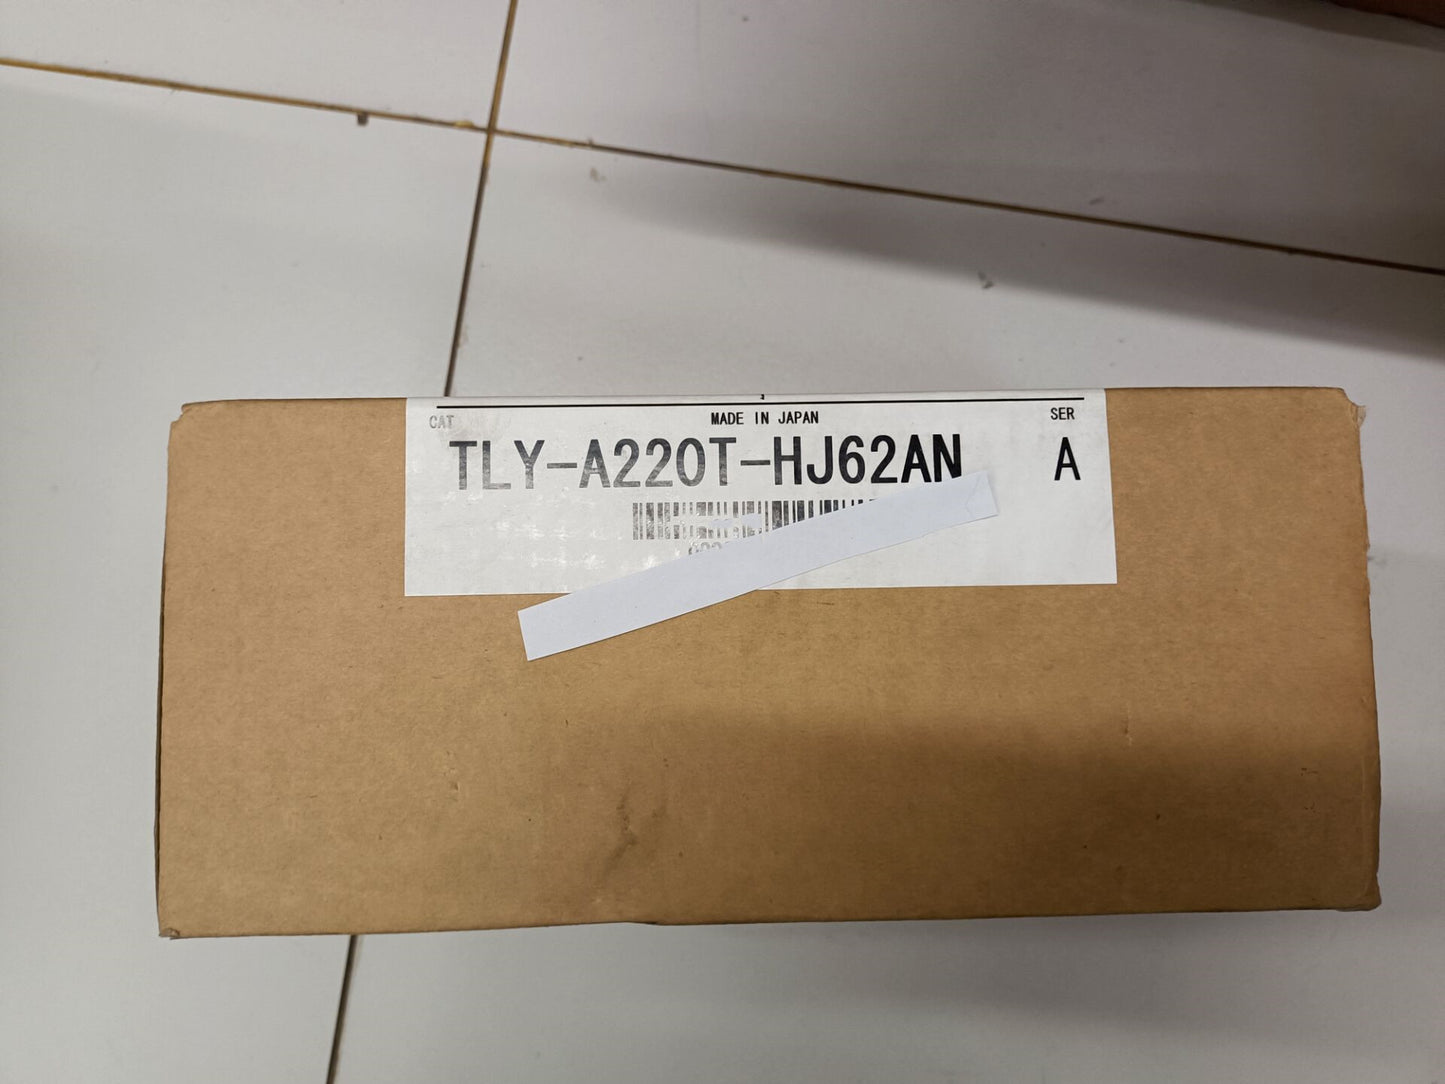 CAT
MADE IN JAPAN
SER
TLY-A220T-HJ62AN
A